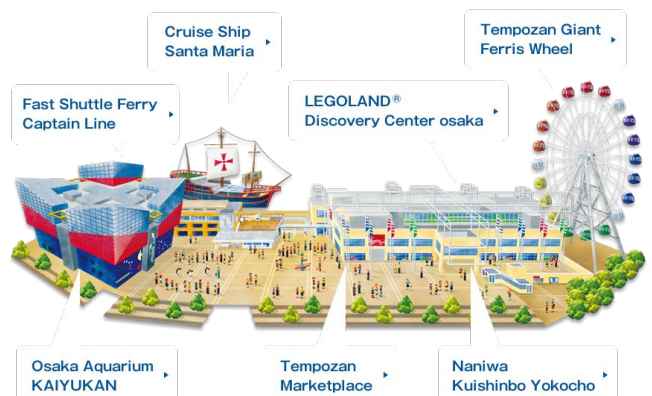 Cruise Ship
Santa Maria
Tempozan Giant
Ferris Wheel
Fast Shuttle Ferry
Captain Line
LEGOLAND®
Discovery Center osaka
Osaka Aquarium
KAIYUKAN
Tempozan
Marketplace
Naniwa
Kuishinbo Yokocho